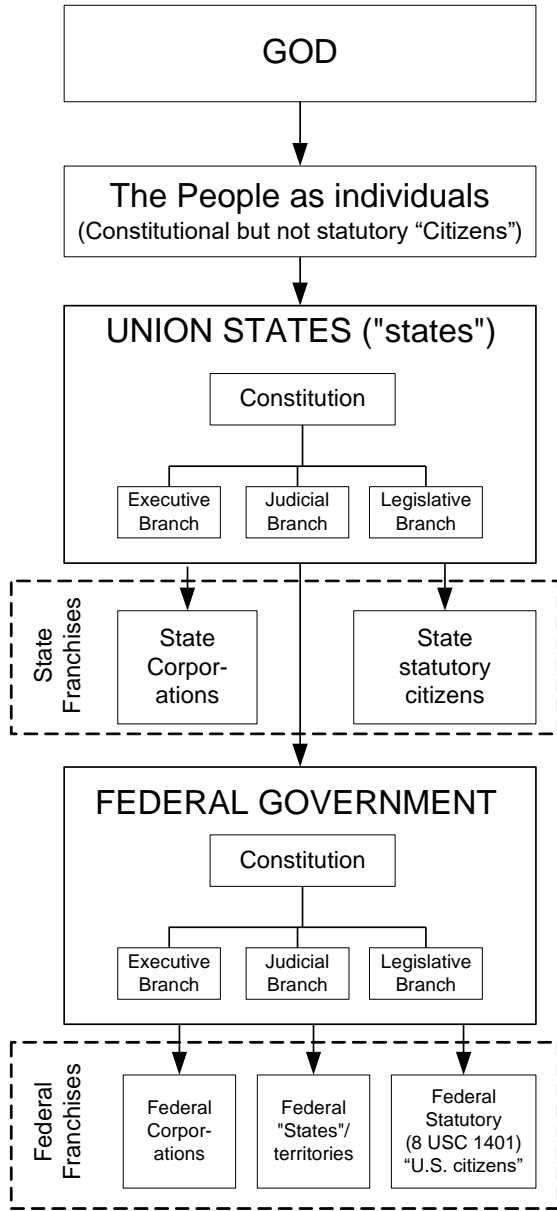 GOD
The People as individuals
(Constitutional but not statutory “Citizens”)
UNION STATES ("states")
Constitution
Executive
Branch
Judicial
Branch
Legislative
Branch
State
Franchises
State
Corpor-
ations
State
statutory
citizens
FEDERAL GOVERNMENT
Constitution
Executive
Branch
Judicial
Branch
Legislative
Branch
Federal
Franchises
Federal
Corpor-
ations
Federal
"States"/
territories
Federal
Statutory
(8 USC 1401)
“U.S. citizens”